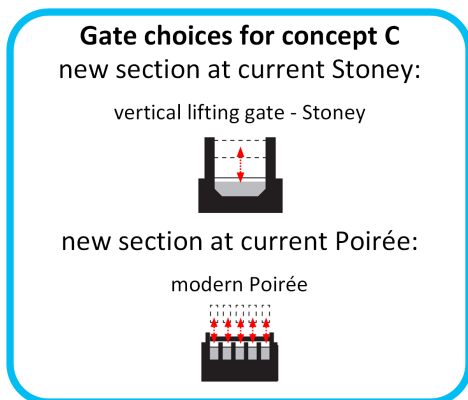 Gate choices for concept C
new section at current Stoney:
vertical lifting gate - Stoney
new section at current Poirée:
modern Poirée